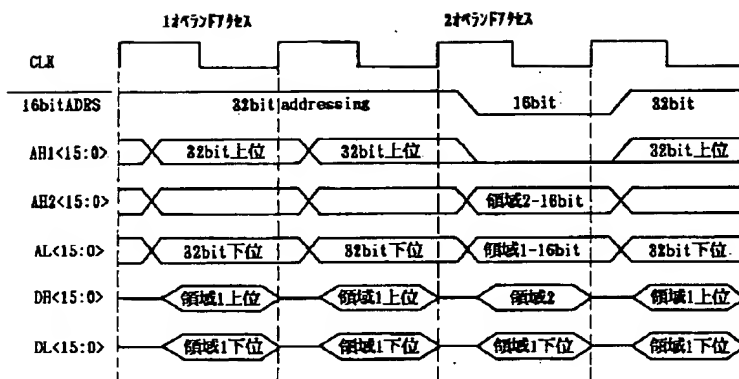 1オペランドアクセス 2オペランドアクセス
CLK
16bitADRS 32bit addressing 16bit 32bit
AH1<15:0> 32bit上位 32bit上位 32bit上位
AH2<15:0> 領域2-16bit
AL<15:0> 32bit下位 32bit下位 領域1-16bit 32bit下位
DH<15:0> 領域1上位 領域1上位 領域2 領域1上位
DL<15:0> 領域1下位 領域1下位 領域1下位 領域1下位